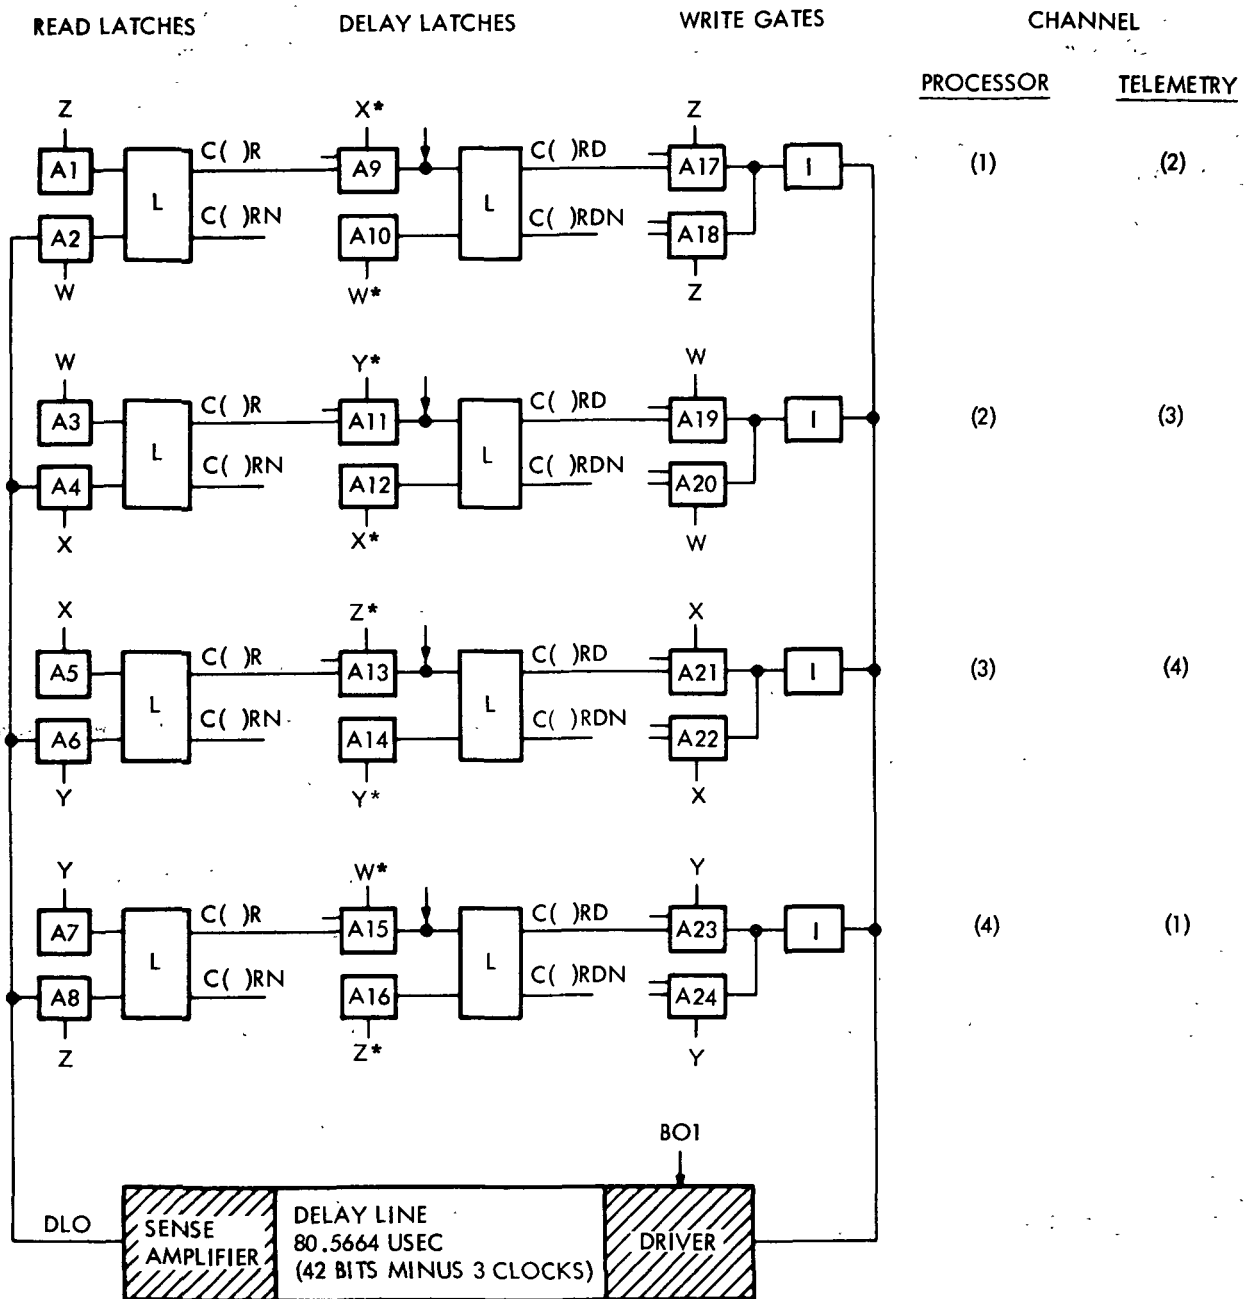 READ LATCHES DELAY LATCHES WRITE GATES CHANNEL
PROCESSOR TELEMETRY
Z X* Z
A1 L C( )R A9 L C( )RD A17 I (1) (2)
A2 C( )RN A10 C( )RDN A18
W W* Z
W Y* W
A3 L C( )R A11 L C( )RD A19 I (2) (3)
A4 C( )RN A12 C( )RDN A20
X X* W
X Z* X
A5 L C( )R A13 L C( )RD A21 I (3) (4)
A6 C( )RN A14 C( )RDN A22
Y Y* X
Y W* Y
A7 L C( )R A15 L C( )RD A23 I (4) (1)
A8 C( )RN A16 C( )RDN A24
Z Z* Y
BO1
DLO
SENSE
AMPLIFIER
DELAY LINE
80.5664 USEC
(42 BITS MINUS 3 CLOCKS)
DRIVER